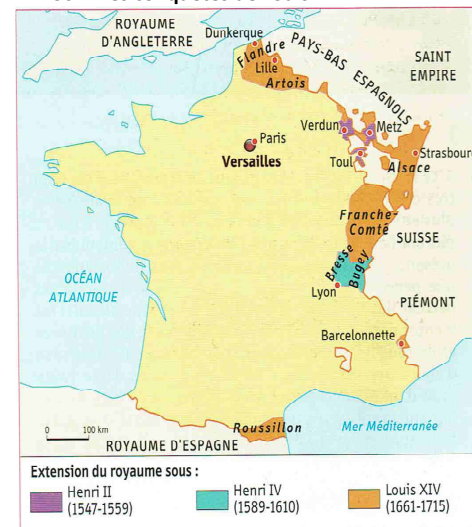 ROYAUME
D'ANGLETERRE
Dunkerque
Flandre
PAYS-BAS ESPAGNOLS
SAINT
EMPIRE
Lille
Artois
Verdun
Metz
Paris
Versailles
Toul
Strasbourg
Alsace
Franche-
Comté
SUISSE
Bresse
Bugey
OCÉAN
ATLANTIQUE
Lyon
PIÉMONT
Barcelonnette
0 100 km
Roussillon
Mer Méditerranée
ROYAUME D'ESPAGNE
Extension du royaume sous :
Henri II
(1547-1559)
Henri IV
(1589-1610)
Louis XIV
(1661-1715)